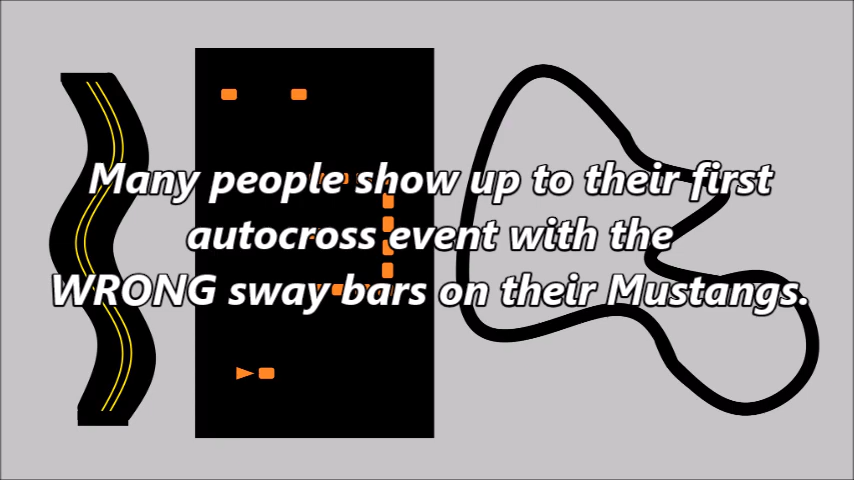 Many people show up to their first
autocross event with the
WRONG sway bars on their Mustangs.